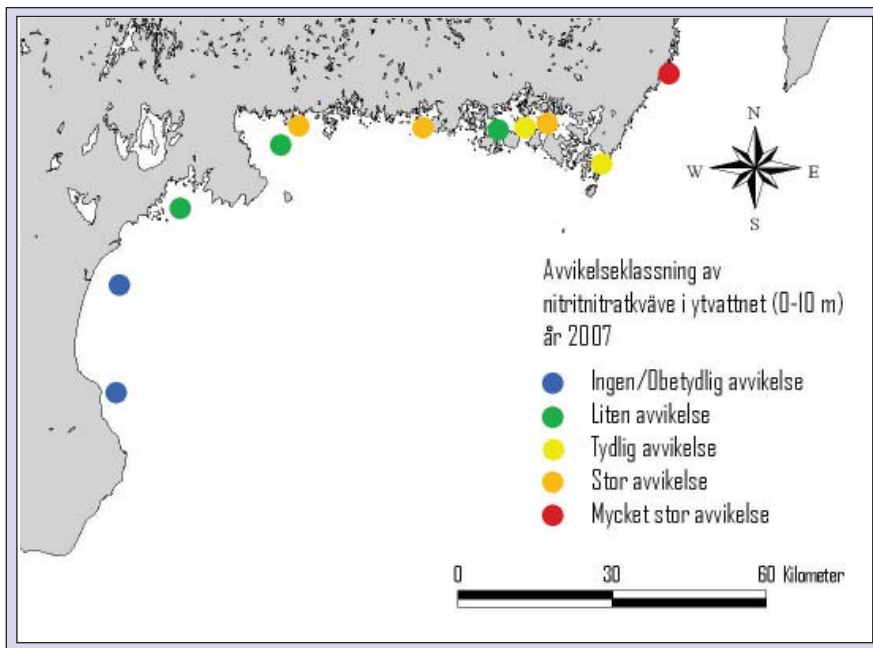 N
W E
S
Avvikelseklassning av
nitritnitratkväve i ytvattnet (0-10 m)
år 2007
Ingen/Obetydlig avvikelse
Liten avvikelse
Tydlig avvikelse
Stor avvikelse
Mycket stor avvikelse
0 30 60 Kilometer